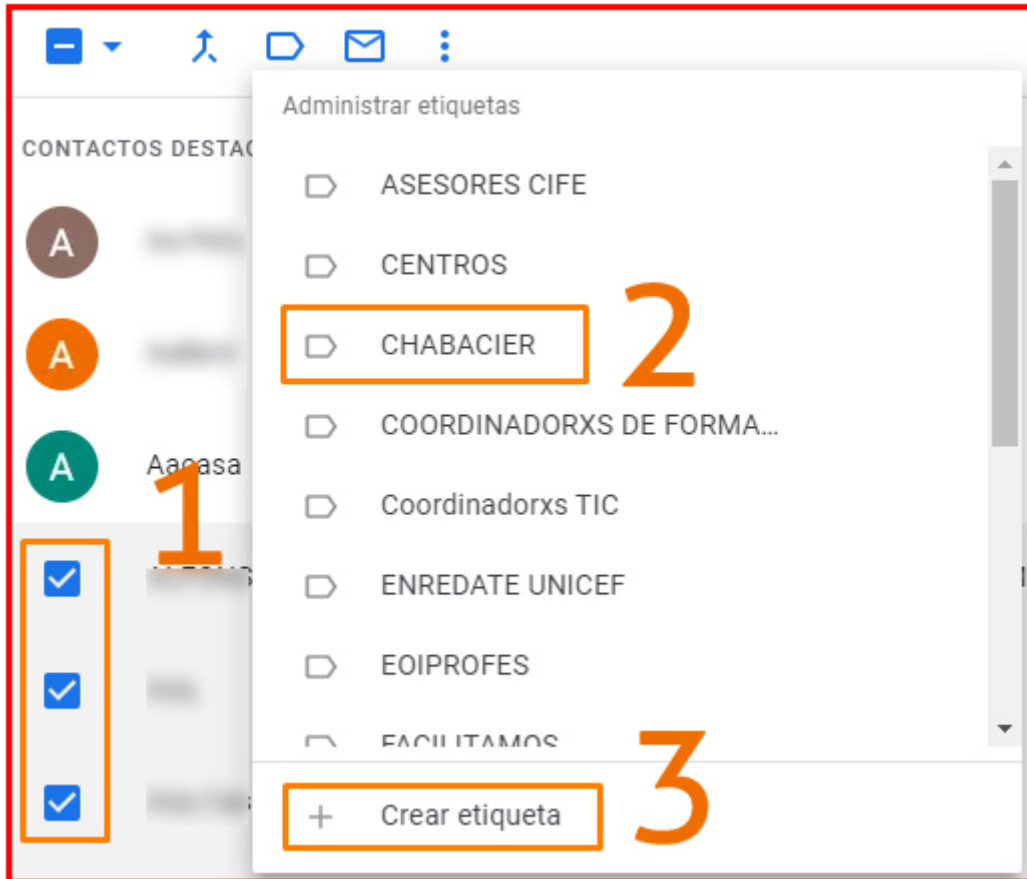 Administrar etiquetas
CONTACTOS DESTAC
ASESORES CIFE
A
CENTROS
CHABACIER
2
A
COORDINADORXS DE FORMA...
A
Aacasa
Coordinadorxs TIC
1
ENREDATE UNICEF
EOIPROFES
FACILITAMOS
3
Crear etiqueta